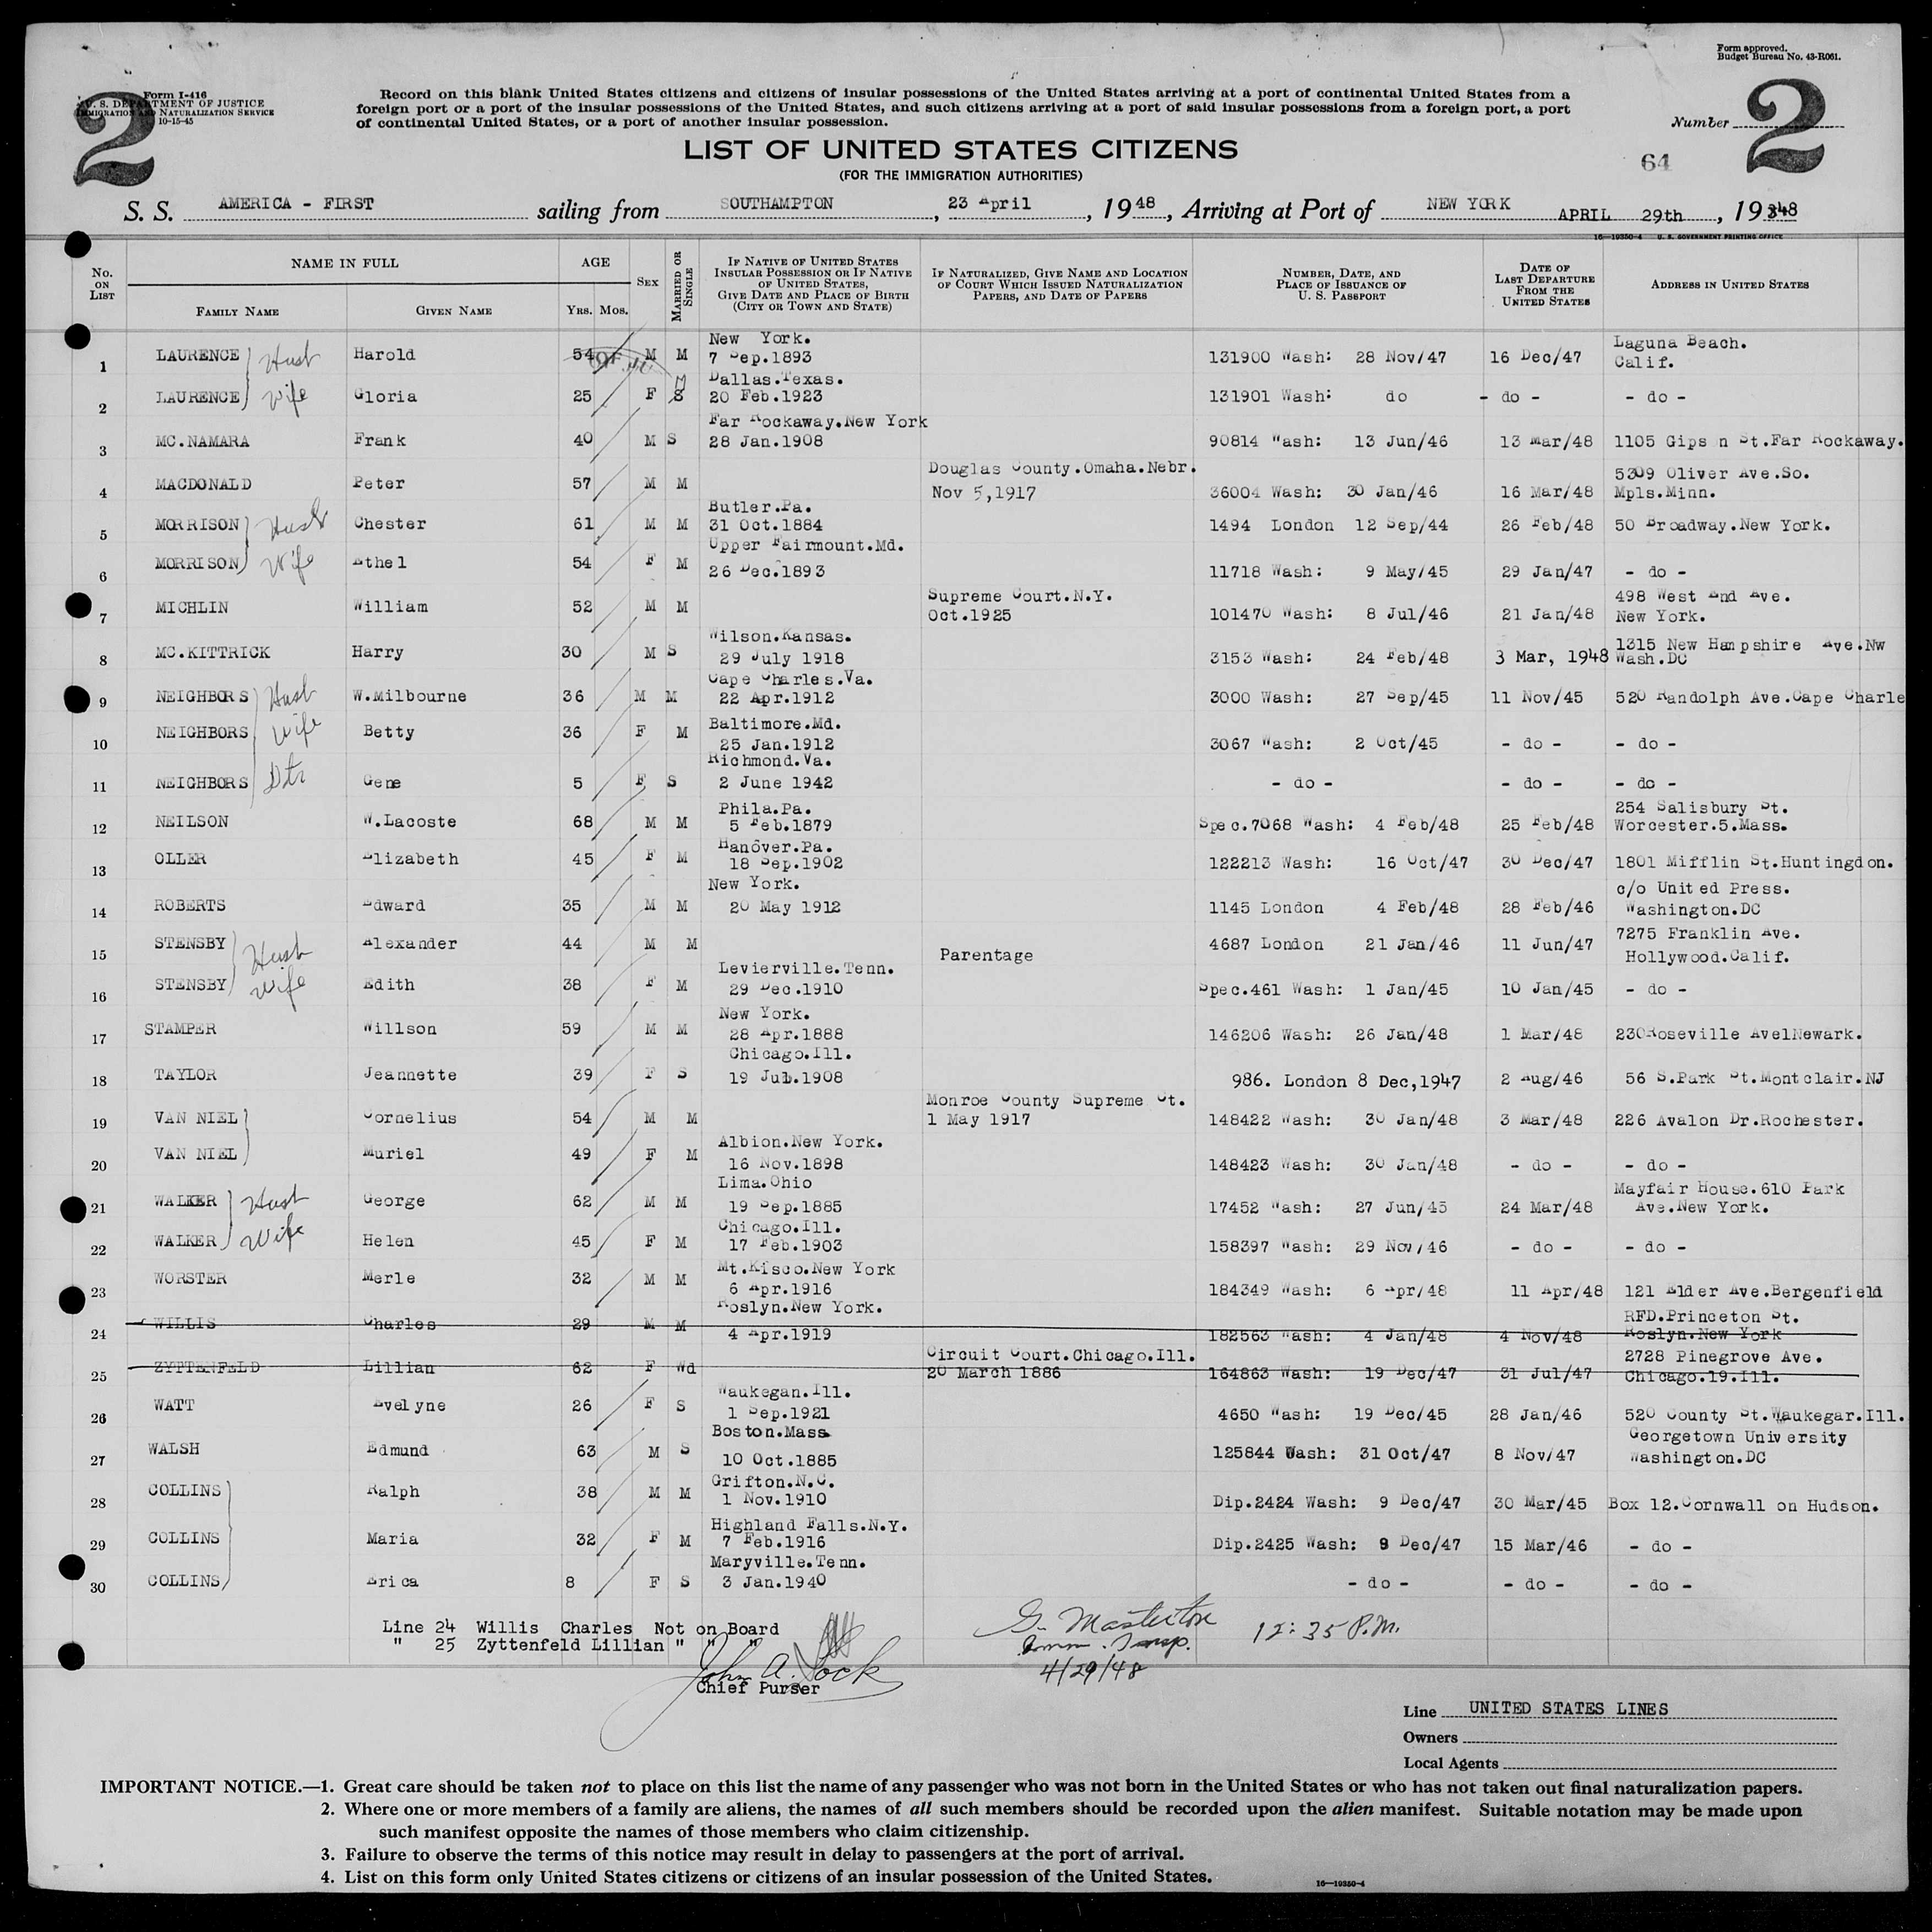 Form approved.
Budget Bureau No. 43-R061.
2
Form I-416
U. S. DEPARTMENT OF JUSTICE
IMMIGRATION AND NATURALIZATION SERVICE
10-15-45
Record on this blank United States citizens and citizens of insular possessions of the United States arriving at a port of continental United States from a
foreign port or a port of the insular possessions of the United States, and such citizens arriving at a port of said insular possessions from a foreign port, a port
of continental United States, or a port of another insular possession.
Number
2
64
LIST OF UNITED STATES CITIZENS
(FOR THE IMMIGRATION AUTHORITIES)
S. S. AMERICA - FIRST sailing from SOUTHAMPTON, 23 April, 1948, Arriving at Port of NEW YORK APRIL 29th, 1948
16—19350-4 U. S. GOVERNMENT PRINTING OFFICE
No. on List
NAME IN FULL
Family Name
Given Name
AGE
Yrs. Mos.
Sex
Married or Single
If Native of United States Insular Possession or if Native of United States, Give Date and Place of Birth (City or Town and State)
If Naturalized, Give Name and Location of Court Which Issued Naturalization Papers, and Date of Papers
Number, Date, and Place of Issuance of U. S. Passport
Date of Last Departure From the United States
Address in United States
1 LAURENCE Hust Harold 54 M M New York. 7 Sep.1893 131900 Wash: 28 Nov/47 16 Dec/47 Laguna Beach. Calif.
2 LAURENCE Wife Gloria 25 F M Dallas.Texas. 20 Feb.1923 131901 Wash: do - do - - do -
3 MC.NAMARA Frank 40 M S Far Rockaway.New York 28 Jan.1908 90814 Wash: 13 Jun/46 13 Mar/48 1105 Gips n St.Far Rockaway.
4 MACDONALD Peter 57 M M Douglas County.Omaha.Nebr. Nov 5,1917 36004 Wash: 30 Jan/46 16 Mar/48 5309 Oliver Ave.So. Mpls.Minn.
5 MORRISON Husb Chester 61 M M Butler.Pa. 31 Oct.1884 1494 London 12 Sep/44 26 Feb/48 50 Broadway.New York.
6 MORRISON Wife Ethel 54 F M Upper Fairmount.Md. 26 Dec.1893 11718 Wash: 9 May/45 29 Jan/47 - do -
7 MICHLIN William 52 M M Supreme Court.N.Y. Oct.1925 101470 Wash: 8 Jul/46 21 Jan/48 498 West End Ave. New York.
8 MC.KITTRICK Harry 30 M S Wilson.Kansas. 29 July 1918 3153 Wash: 24 Feb/48 3 Mar, 1948 1315 New Hampshire Ave.Nw Wash.DC
9 NEIGHBORS Husb W.Milbourne 36 M M Cape Charles.Va. 22 Apr.1912 3000 Wash: 27 Sep/45 11 Nov/45 520 Randolph Ave.Cape Charle
10 NEIGHBORS Wife Betty 36 F M Baltimore.Md. 25 Jan.1912 3067 Wash: 2 Oct/45 - do - - do -
11 NEIGHBORS Dtr Gene 5 F S Richmond.Va. 2 June 1942 - do - - do - - do -
12 NEILSON W.Lacoste 68 M M Phila.Pa. 5 Feb.1879 Spec.7068 Wash: 4 Feb/48 25 Feb/48 254 Salisbury St. Worcester.5.Mass.
13 OLLER Elizabeth 45 F M Hanover.Pa. 18 Sep.1902 122213 Wash: 16 Oct/47 30 Dec/47 1801 Mifflin St.Huntingdon.
14 ROBERTS Edward 35 M M New York. 20 May 1912 1145 London 4 Feb/48 28 Feb/46 c/o United Press. Washington.DC
15 STENSBY Husb Alexander 44 M M Parentage 4687 London 21 Jan/46 11 Jun/47 7275 Franklin Ave. Hollywood.Calif.
16 STENSBY Wife Edith 38 F M Levierville.Tenn. 29 Dec.1910 Spec.461 Wash: 1 Jan/45 10 Jan/45 - do -
17 STAMPER Willson 59 M M New York. 28 Apr.1888 146206 Wash: 26 Jan/48 1 Mar/48 230Roseville AvelNewark.
18 TAYLOR Jeannette 39 F S Chicago.Ill. 19 Jul.1908 986. London 8 Dec,1947 2 Aug/46 56 S.Park St.Montclair.NJ
19 VAN NIEL Cornelius 54 M M Monroe County Supreme Ct. 1 May 1917 148422 Wash: 30 Jan/48 3 Mar/48 226 Avalon Dr.Rochester.
20 VAN NIEL Muriel 49 F M Albion.New York. 16 Nov.1898 148423 Wash: 30 Jan/48 - do - - do -
21 WALKER Husb George 62 M M Lima.Ohio 19 Sep.1885 17452 Wash: 27 Jun/45 24 Mar/48 Mayfair House.610 Park Ave.New York.
22 WALKER Wife Helen 45 F M Chicago.Ill. 17 Feb.1903 158397 Wash: 29 Nov/46 - do - - do -
23 WORSTER Merle 32 M M Mt.Kisco.New York 6 Apr.1916 184349 Wash: 6 Apr/48 11 Apr/48 121 Elder Ave.Bergenfield
24 WILLIS Charles 29 M M Roslyn.New York. 4 Apr.1919 182563 Wash: 4 Jan/48 4 Nov/48 RFD.Princeton St. Roslyn.New York
25 ZYTTENFELD Lillian 62 F Wd Circuit Court.Chicago.Ill. 20 March 1886 164863 Wash: 19 Dec/47 31 Jul/47 2728 Pinegrove Ave. Chicago.19.Ill.
26 WATT Evelyne 26 F S Waukegan.Ill. 1 Sep.1921 4650 Wash: 19 Dec/45 28 Jan/46 520 County St.Waukegar.Ill.
27 WALSH Edmund 63 M S Boston.Mass 10 Oct.1885 125844 Wash: 31 Oct/47 8 Nov/47 Georgetown University Washington.DC
28 COLLINS Ralph 38 M M Grifton.N.C. 1 Nov.1910 Dip.2424 Wash: 9 Dec/47 30 Mar/45 Box 12.Cornwall on Hudson.
29 COLLINS Maria 32 F M Highland Falls.N.Y. 7 Feb.1916 Dip.2425 Wash: 9 Dec/47 15 Mar/46 - do -
30 COLLINS Erica 8 F S Maryville.Tenn. 3 Jan.1940 - do - - do - - do -
Line 24 Willis Charles Not on Board
" 25 Zyttenfeld Lillian " " "
John A. Lock
Chief Purser
G. Masterton
Imm. Insp.
4/29/48
12:35 P.M.
Line UNITED STATES LINES
Owners
Local Agents
IMPORTANT NOTICE.—1. Great care should be taken not to place on this list the name of any passenger who was not born in the United States or who has not taken out final naturalization papers.
2. Where one or more members of a family are aliens, the names of all such members should be recorded upon the alien manifest. Suitable notation may be made upon
such manifest opposite the names of those members who claim citizenship.
3. Failure to observe the terms of this notice may result in delay to passengers at the port of arrival.
4. List on this form only United States citizens or citizens of an insular possession of the United States.
16—19350-4